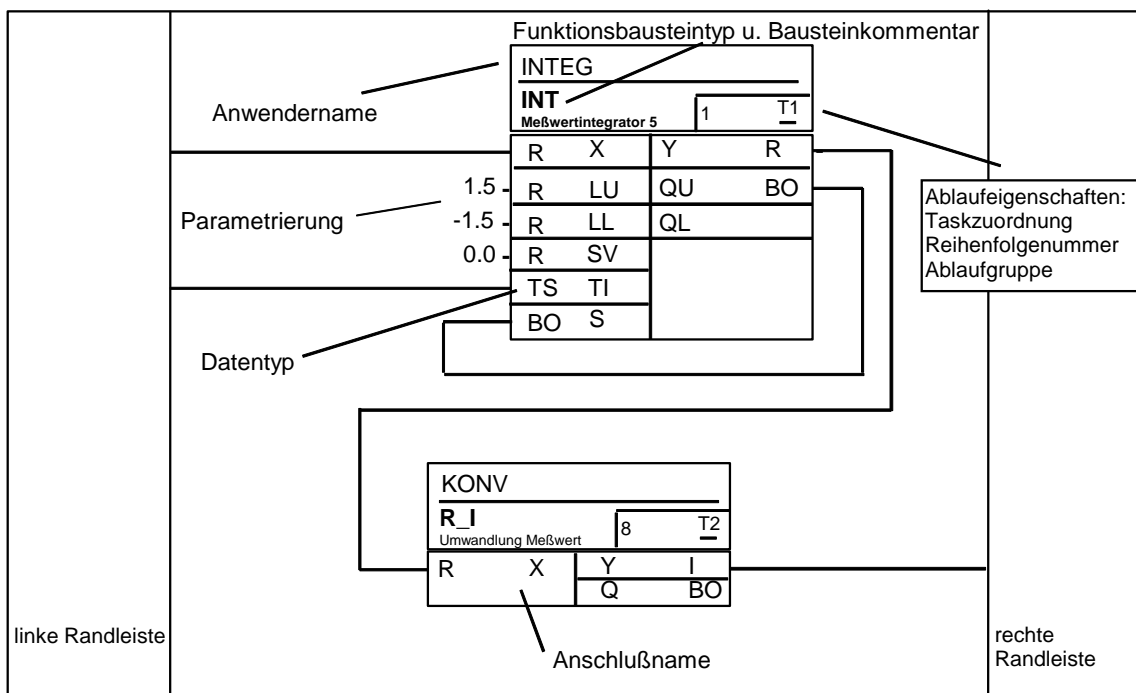 Funktionsbausteintyp u. Bausteinkommentar
INTEG
Anwendername
INT
Meßwertintegrator 5
1 T1
R X Y R
1.5 R LU QU BO
Parametrierung
-1.5 R LL QL
0.0 R SV
TS TI
BO S
Ablaufeigenschaften:
Taskzuordnung
Reihenfolgenummer
Ablaufgruppe
Datentyp
KONV
R_I
Umwandlung Meßwert
8 T2
R X Y I
Q BO
linke Randleiste
Anschlußname
rechte
Randleiste